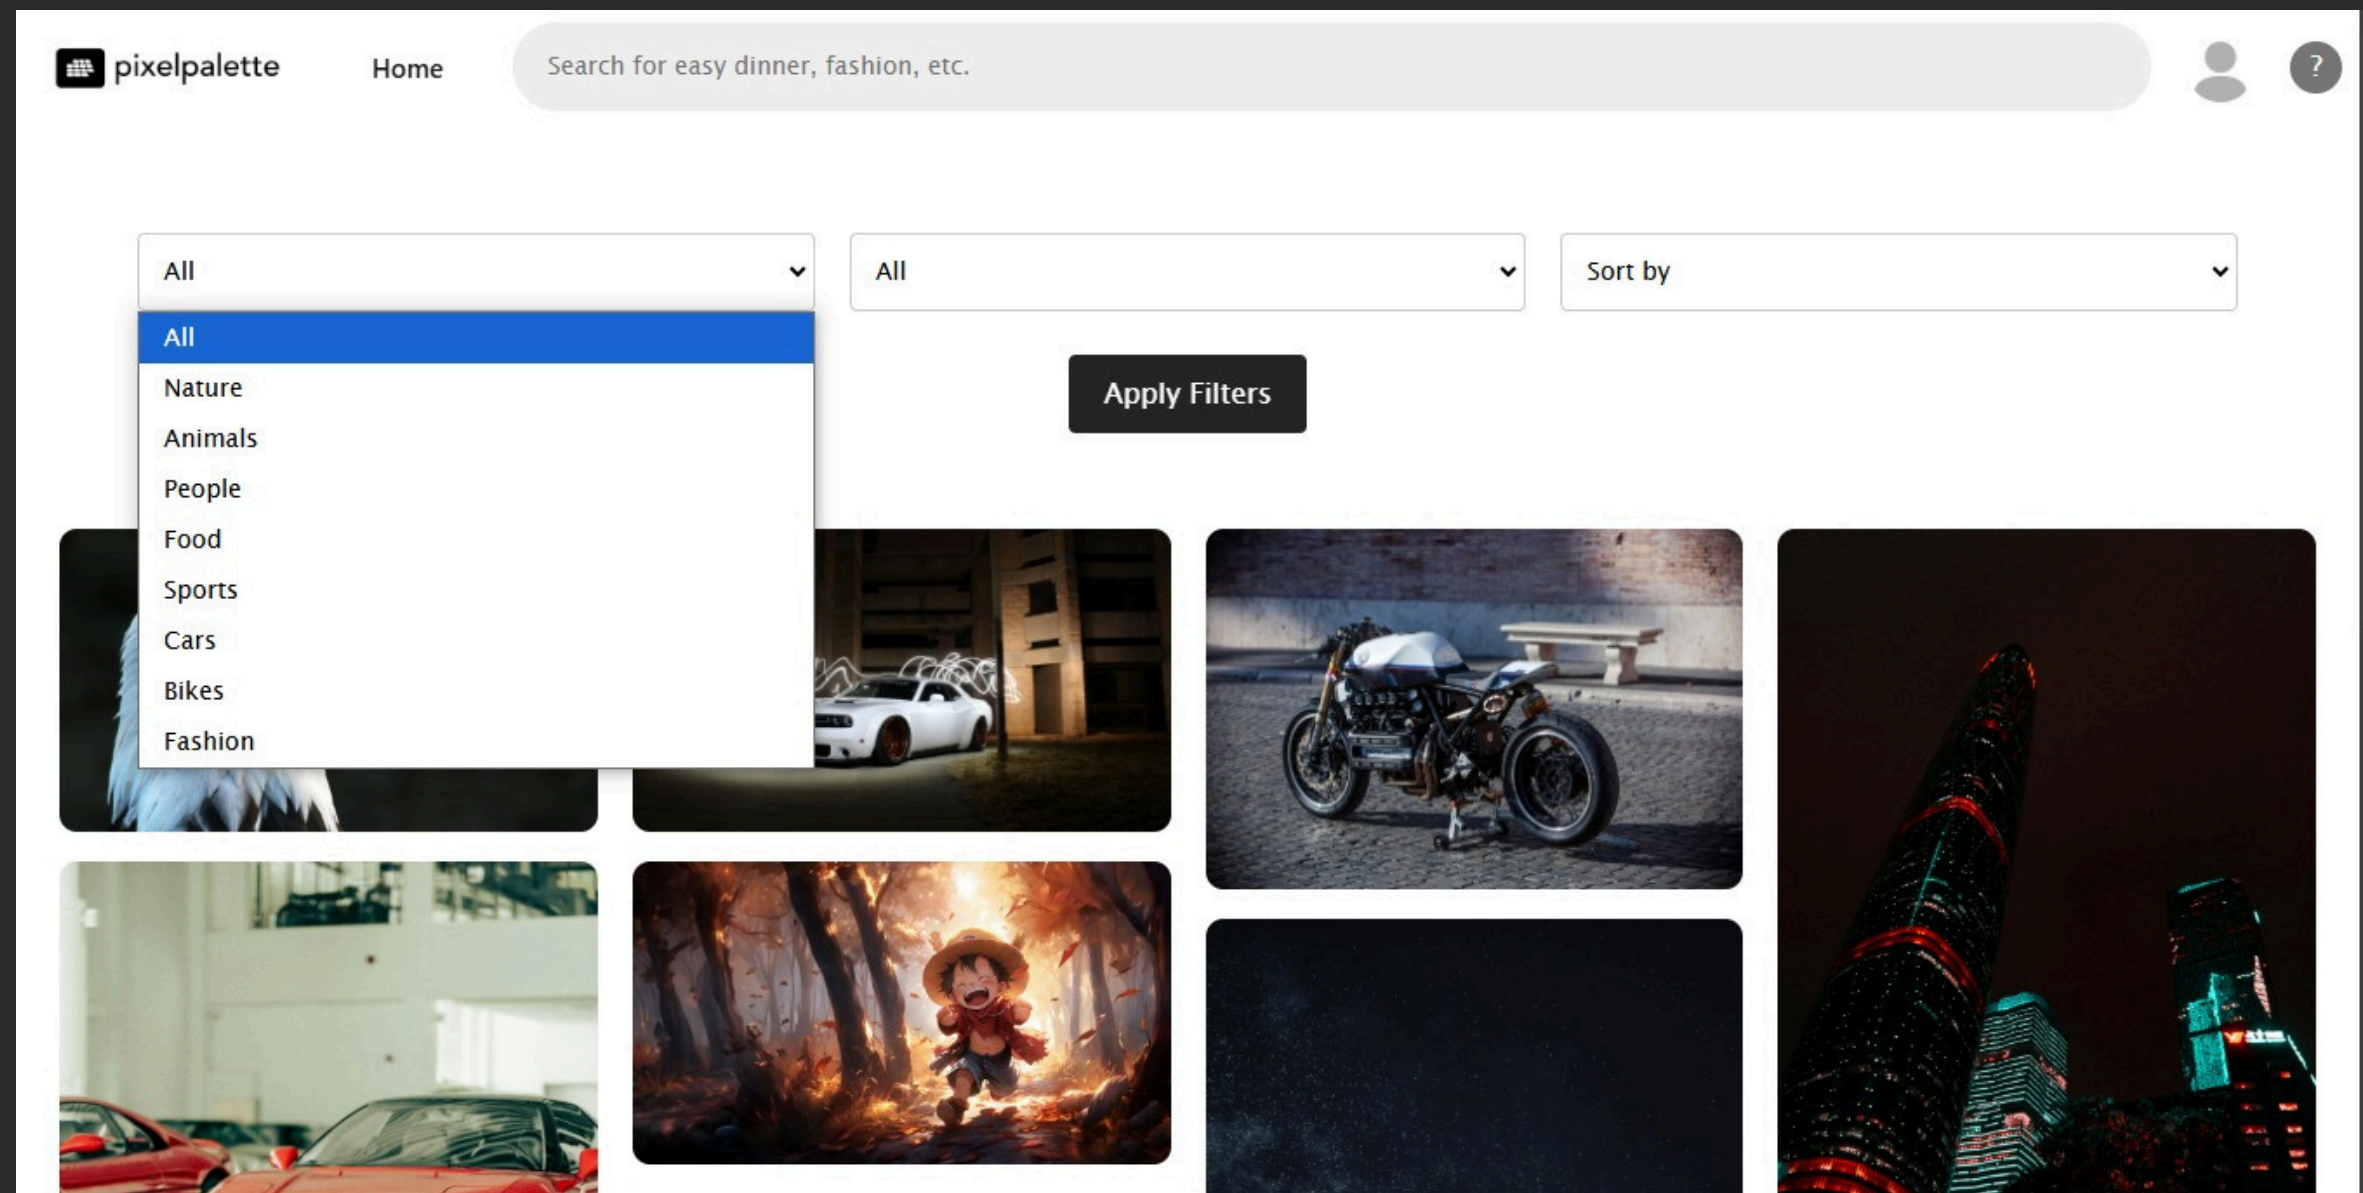 pixelpalette
Home
Search for easy dinner, fashion, etc.
?
All
All
Sort by
All
Nature
Animals
People
Food
Sports
Cars
Bikes
Fashion
Apply Filters